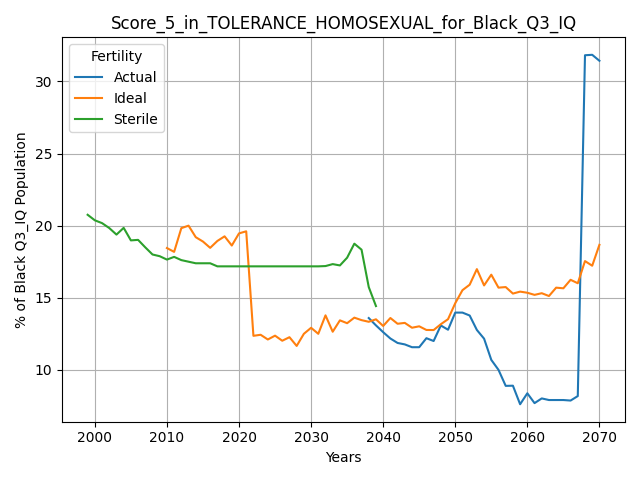 Score_5_in_TOLERANCE_HOMOSEXUAL_for_Black_Q3_IQ
Fertility
Actual
Ideal
Sterile
% of Black Q3_IQ Population
30
25
20
15
10
2000 2010 2020 2030 2040 2050 2060 2070
Years